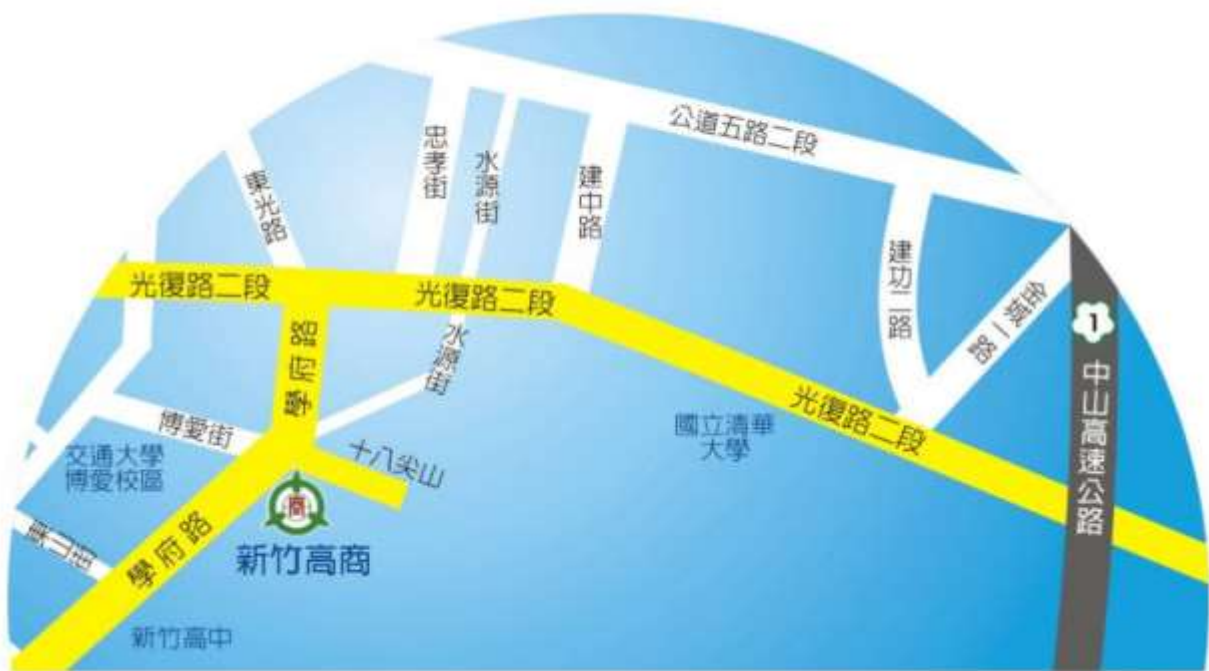 公道五路二段
忠孝街
水源街
建中路
東光路
建功二路
金城一路
光復路二段
光復路二段
1
中山高速公路
學府路
水源街
光復路二段
國立清華
大學
博愛街
十八尖山
交通大學
博愛校區
商
新竹高商
學府路
新竹高中